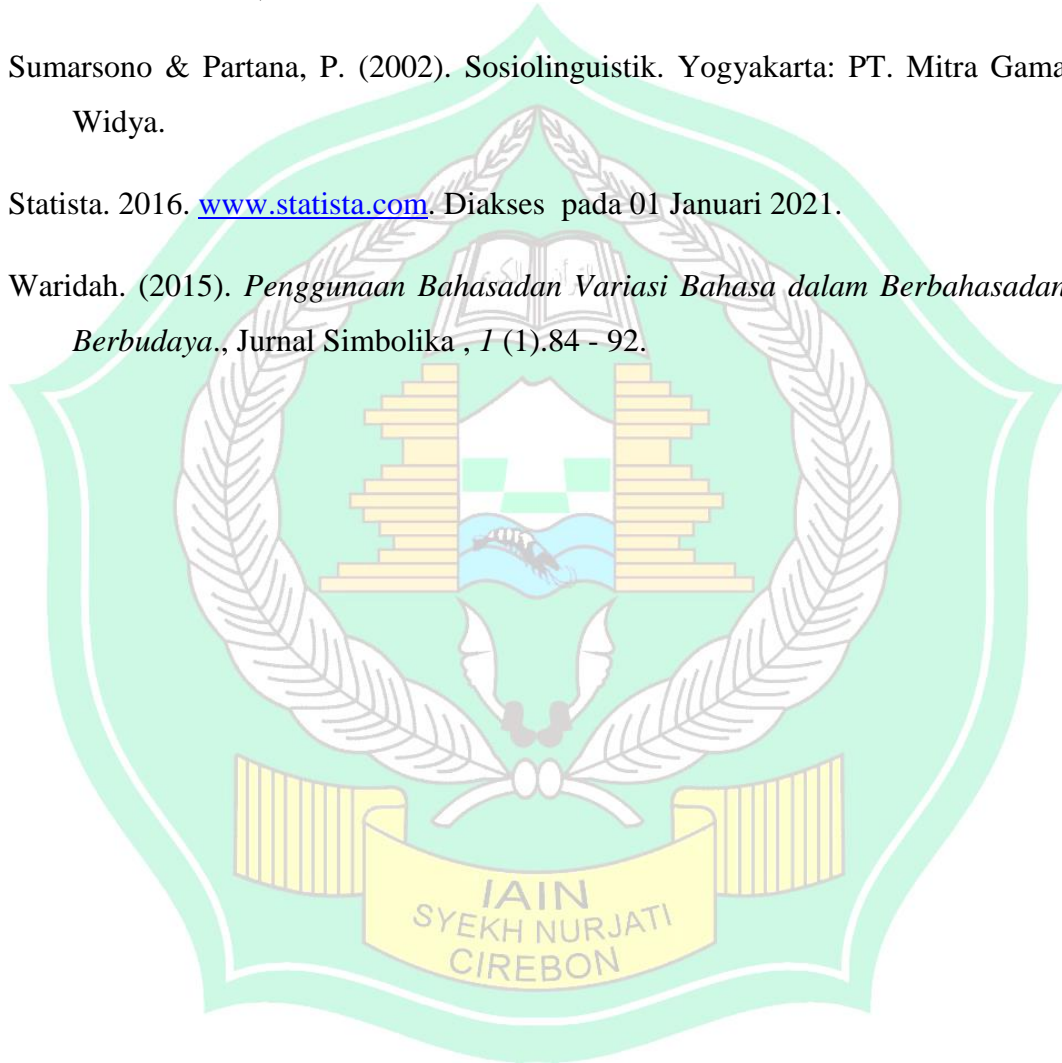 Sumarsono & Partana, P. (2002). Sosiolinguistik. Yogyakarta: PT. Mitra Gama
Widya.
Statista. 2016. www.statista.com. Diakses  pada 01 Januari 2021.
Waridah. (2015). Penggunaan Bahasadan Variasi Bahasa dalam Berbahasadan
Berbudaya., Jurnal Simbolika , 1 (1).84 - 92.
IAIN
SYEKH NURJATI
CIREBON